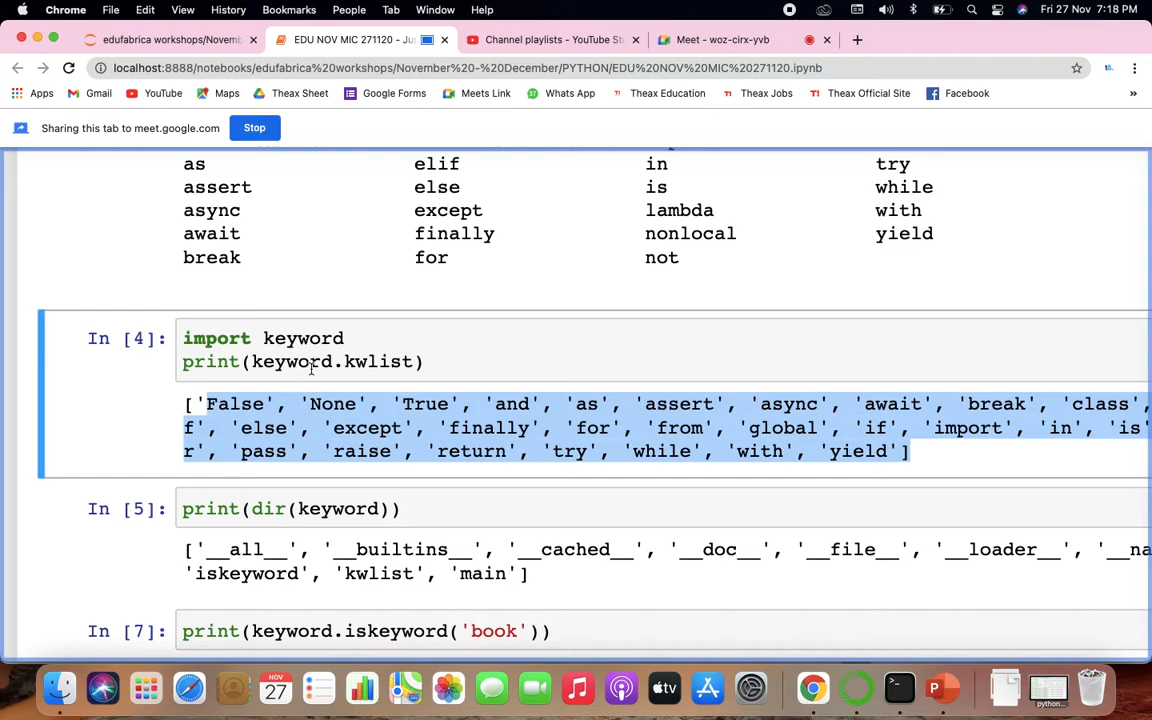 Chrome File Edit View History Bookmarks People Tab Window Help Fri 27 Nov 7:18 PM
edufabrica workshops/Novemb EDU NOV MIC 271120 - Ju Channel playlists - YouTube Stu Meet - woz-cirx-yvb
localhost:8888/notebooks/edufabrica%20workshops/November%20-%20December/PYTHON/EDU%20NOV%20MIC%20271120.ipynb
Apps Gmail YouTube Maps Theax Sheet Google Forms Meets Link Whats App Theax Education Theax Jobs Theax Official Site Facebook »
Sharing this tab to meet.google.com Stop
as elif in try
assert else is while
async except lambda with
await finally nonlocal yield
break for not
In [4]: import keyword
print(keyword.kwlist)
['False', 'None', 'True', 'and', 'as', 'assert', 'async', 'await', 'break', 'class',
f', 'else', 'except', 'finally', 'for', 'from', 'global', 'if', 'import', 'in', 'is'
r', 'pass', 'raise', 'return', 'try', 'while', 'with', 'yield']
In [5]: print(dir(keyword))
['__all__', '__builtins__', '__cached__', '__doc__', '__file__', '__loader__', '__na
'iskeyword', 'kwlist', 'main']
In [7]: print(keyword.iskeyword('book'))
NOV
27
tv
python...